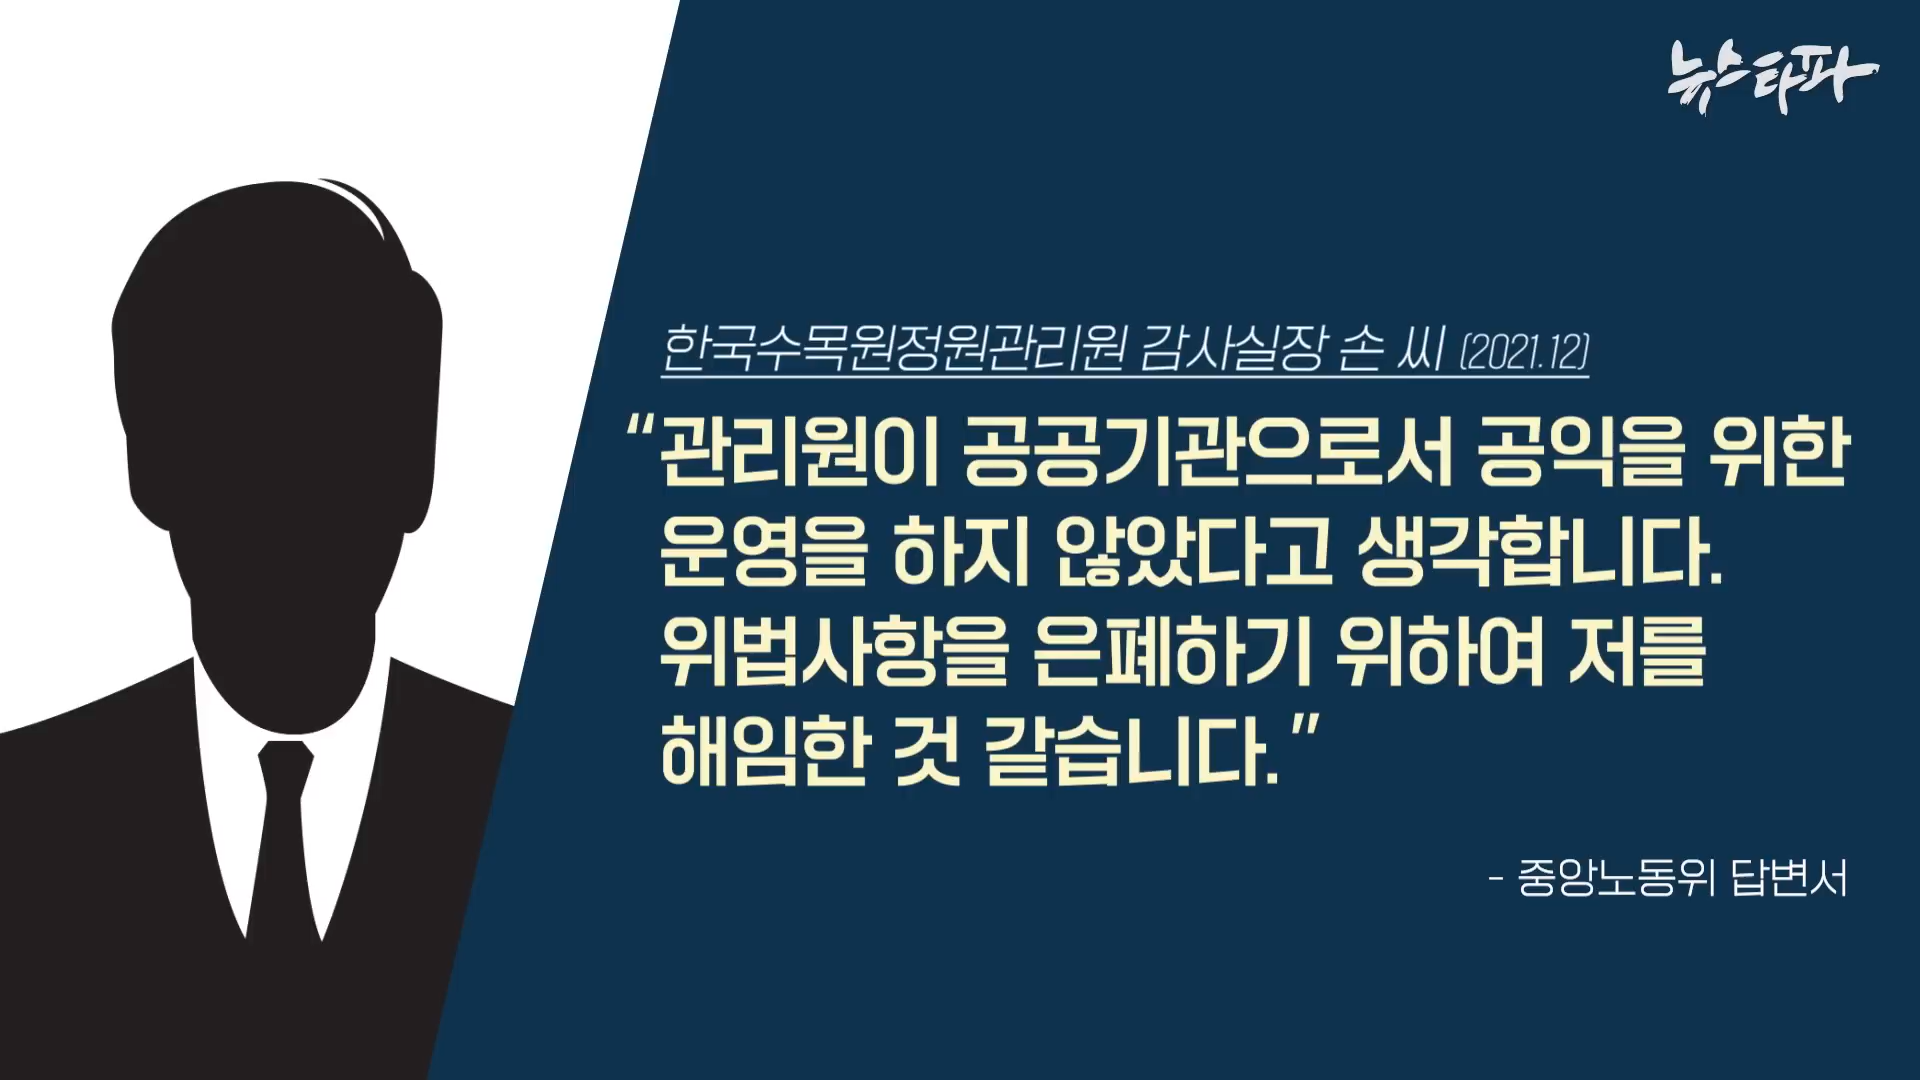 뉴스타파
한국수목원정원관리원 감사실장 손 씨 (2021.12)
“관리원이 공공기관으로서 공익을 위한
운영을 하지 않았다고 생각합니다.
위법사항을 은폐하기 위하여 저를
해임한 것 같습니다.”
- 중앙노동위 답변서